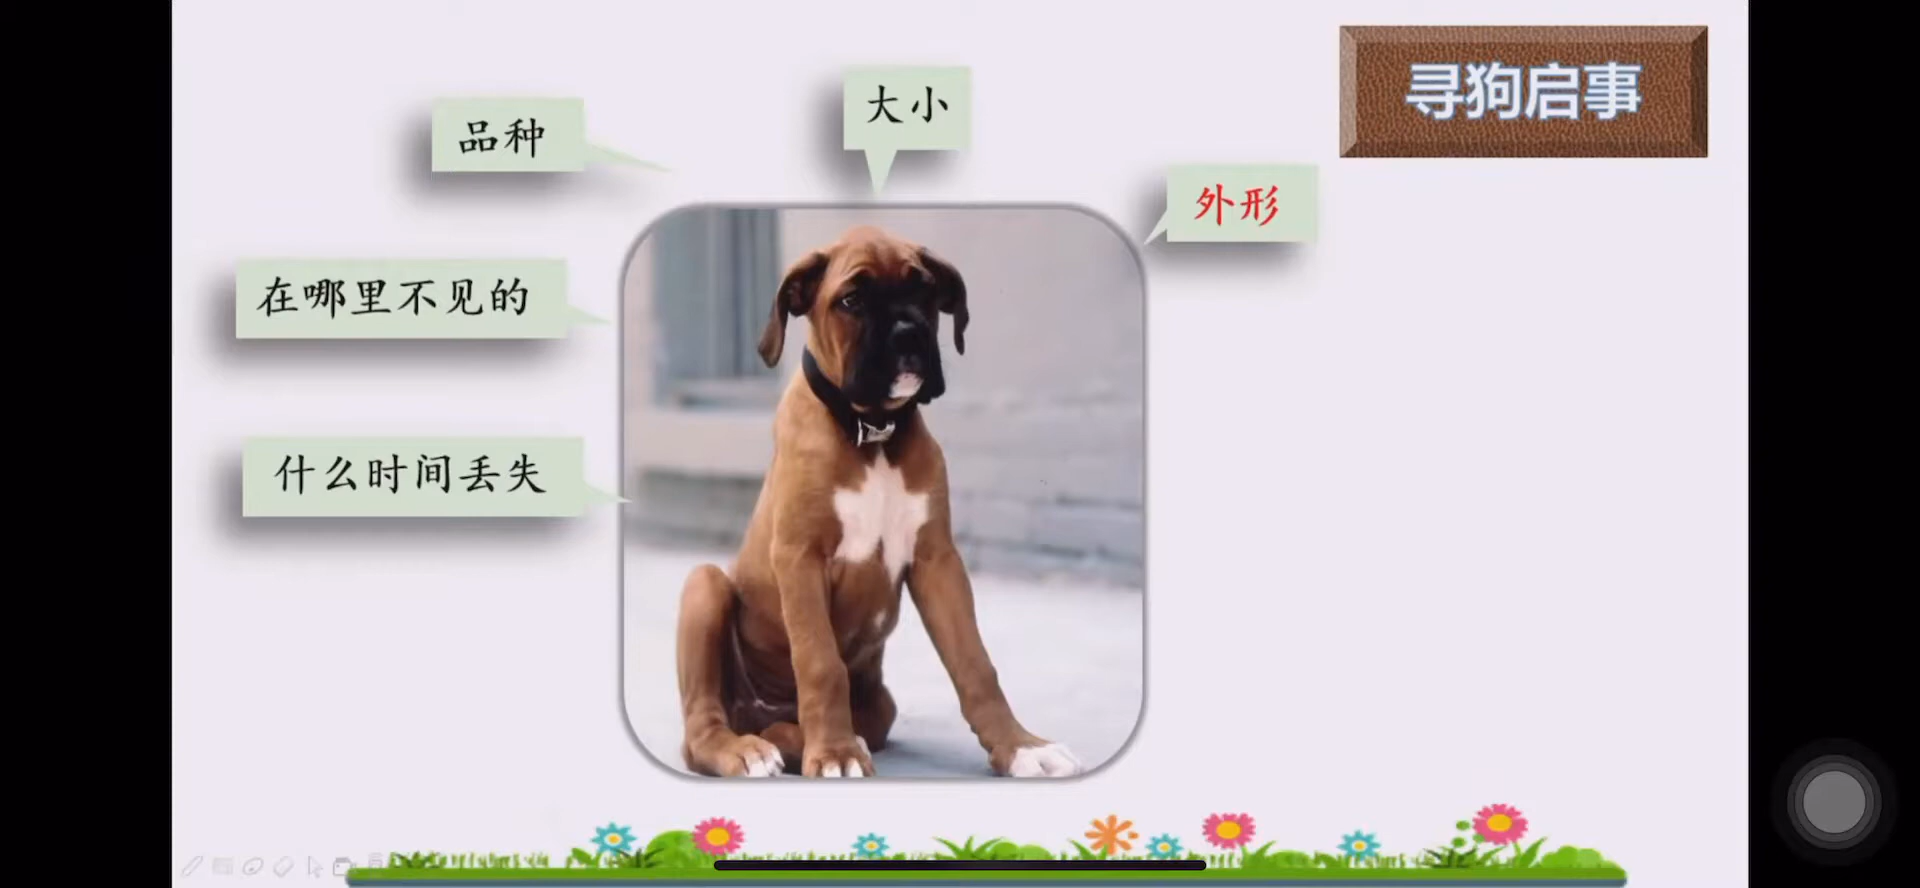 寻狗启事
大小
品种
外形
在哪里不见的
什么时间丢失